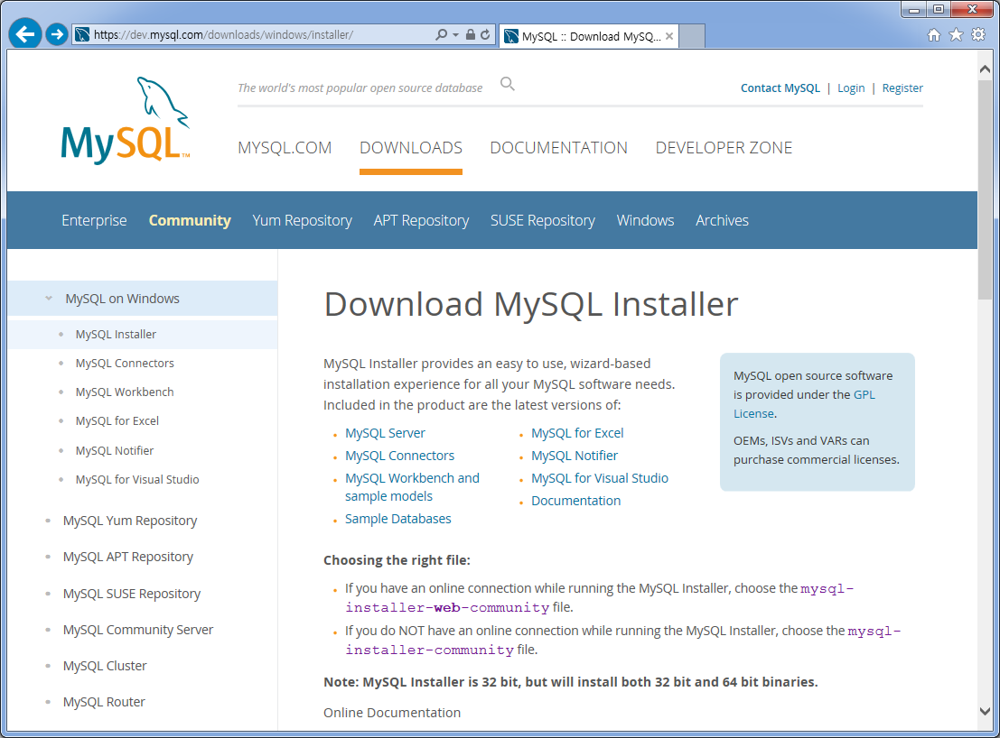 https://dev.mysql.com/downloads/windows/installer/
MySQL :: Download MySQ...
MySQL™
The world's most popular open source database
Contact MySQL | Login | Register
MYSQL.COM DOWNLOADS DOCUMENTATION DEVELOPER ZONE
Enterprise Community Yum Repository APT Repository SUSE Repository Windows Archives
MySQL on Windows
MySQL Installer
MySQL Connectors
MySQL Workbench
MySQL for Excel
MySQL Notifier
MySQL for Visual Studio
MySQL Yum Repository
MySQL APT Repository
MySQL SUSE Repository
MySQL Community Server
MySQL Cluster
MySQL Router
Download MySQL Installer
MySQL Installer provides an easy to use, wizard-based
installation experience for all your MySQL software needs.
Included in the product are the latest versions of:
MySQL Server
MySQL Connectors
MySQL Workbench and
sample models
Sample Databases
MySQL for Excel
MySQL Notifier
MySQL for Visual Studio
Documentation
MySQL open source software
is provided under the GPL
License.
OEMs, ISVs and VARs can
purchase commercial licenses.
Choosing the right file:
If you have an online connection while running the MySQL Installer, choose the mysql-
installer-web-community file.
If you do NOT have an online connection while running the MySQL Installer, choose the mysql-
installer-community file.
Note: MySQL Installer is 32 bit, but will install both 32 bit and 64 bit binaries.
Online Documentation